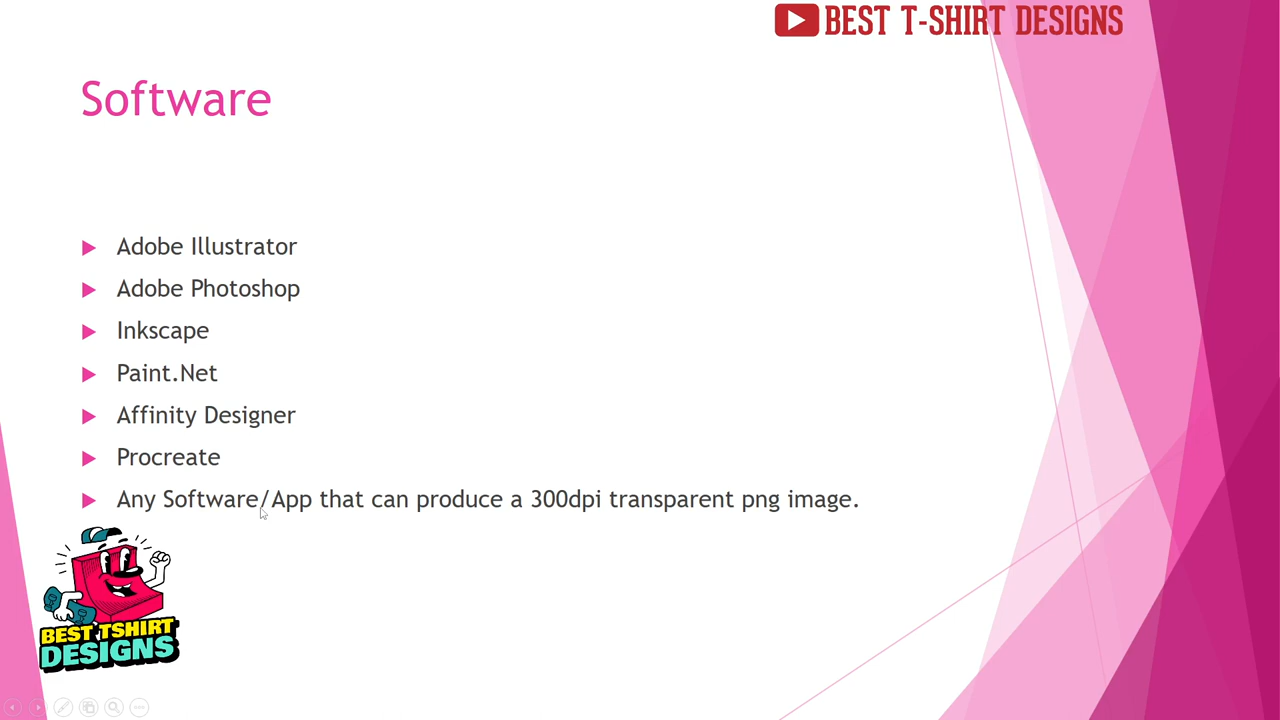 BEST T-SHIRT DESIGNS
Software
Adobe Illustrator
Adobe Photoshop
Inkscape
Paint.Net
Affinity Designer
Procreate
Any Software/App that can produce a 300dpi transparent png image.
BEST TSHIRT
DESIGNS